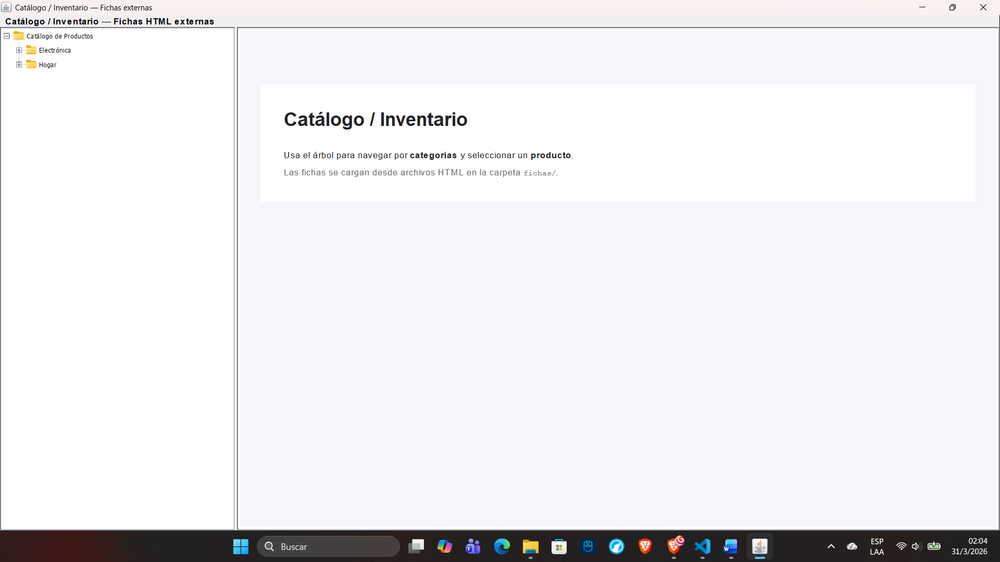 Catálogo / Inventario — Fichas externas
Catálogo / Inventario — Fichas HTML externas
Catálogo de Productos
Electrónica
Hogar
Catálogo / Inventario
Usa el árbol para navegar por categorías y seleccionar un producto.
Las fichas se cargan desde archivos HTML en la carpeta fichas/.
Buscar
ESP
LAA
02:04
31/3/2026